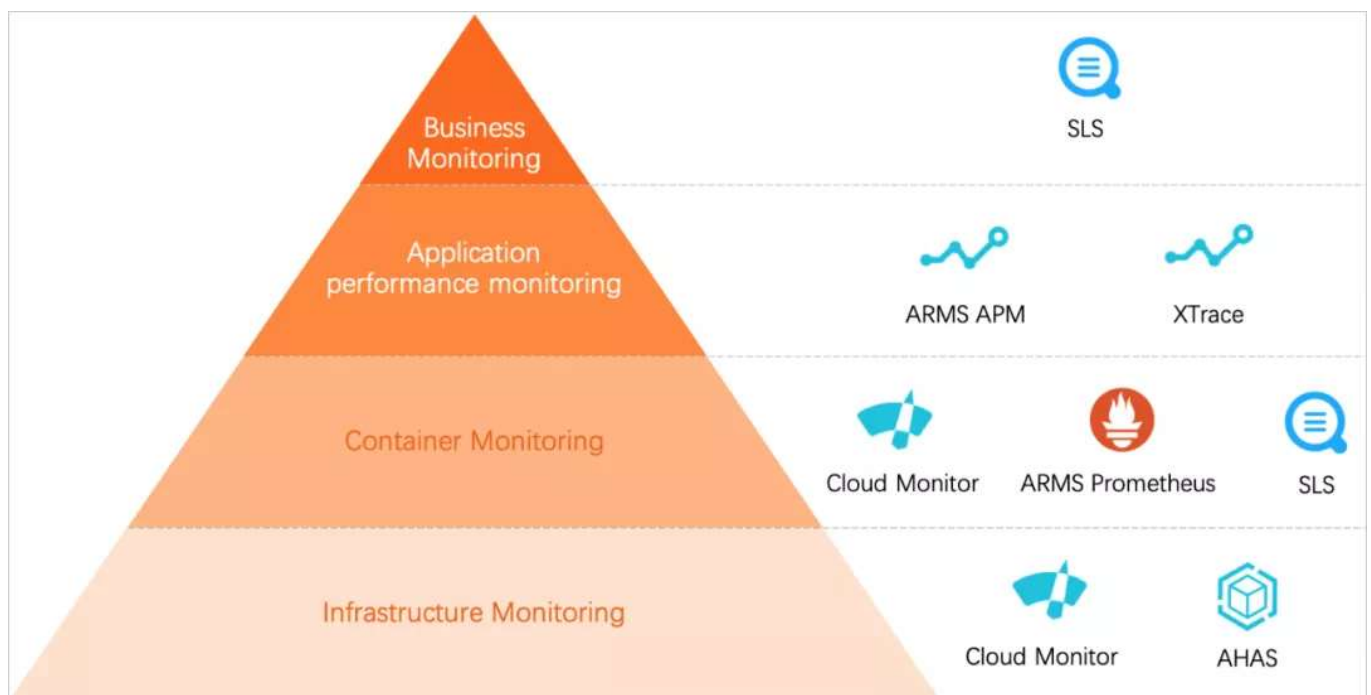 Business
Monitoring
SLS
Application
performance monitoring
ARMS APM
XTrace
Container Monitoring
Cloud Monitor
ARMS Prometheus
SLS
Infrastructure Monitoring
Cloud Monitor
AHAS